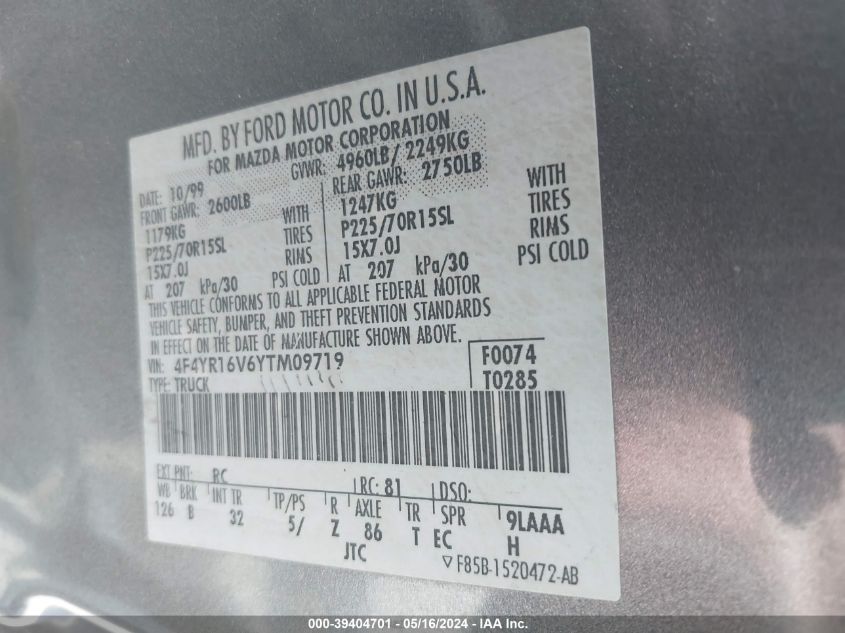 MFD. BY FORD MOTOR CO. IN U.S.A.
FOR MAZDA MOTOR CORPORATION
DATE: 10/99 GVWR: 4960LB/ 2249KG
FRONT GAWR: 2600LB REAR GAWR: 2750LB
1179KG WITH 1247KG WITH
P225/70R15SL TIRES P225/70R15SL TIRES
15X7.0J RIMS 15X7.0J RIMS
AT 207 kPa/30 PSI COLD AT 207 kPa/30 PSI COLD
THIS VEHICLE CONFORMS TO ALL APPLICABLE FEDERAL MOTOR
VEHICLE SAFETY, BUMPER, AND THEFT PREVENTION STANDARDS
IN EFFECT ON THE DATE OF MANUFACTURE SHOWN ABOVE.
VIN: 4F4YR16V6YTM09719 F0074
TYPE: TRUCK T0285
EXT PNT: RC RC: 81 DSO:
WB BRK INT TR TP/PS R AXLE TR SPR 9LAAA
126 B 32 5/ Z 86 T EC H
JTC F85B-1520472-AB
000-39404701 - 05/16/2024 - IAA Inc.